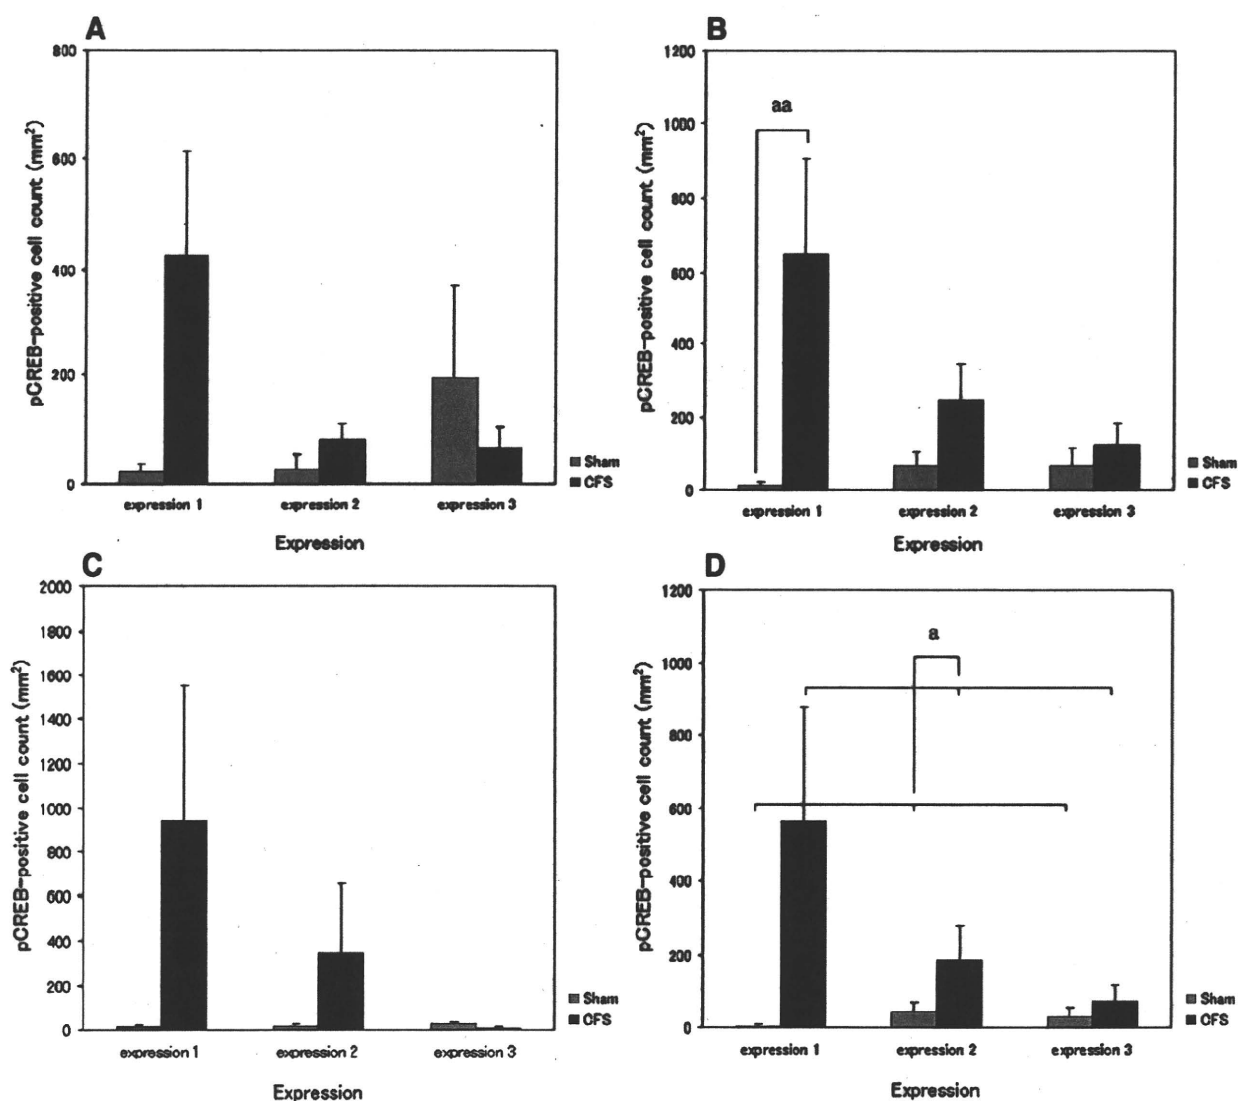 A
800
600
400
200
0
pCREB-positive cell count (mm²)
expression 1 expression 2 expression 3
Expression
Sham
CFS
B
1200
1000
800
600
400
200
0
pCREB-positive cell count (mm²)
aa
expression 1 expression 2 expression 3
Expression
Sham
CFS
C
2000
1800
1600
1400
1200
1000
800
600
400
200
0
pCREB-positive cell count (mm²)
expression 1 expression 2 expression 3
Expression
Sham
CFS
D
1200
1000
800
600
400
200
0
pCREB-positive cell count (mm²)
a
expression 1 expression 2 expression 3
Expression
Sham
CFS